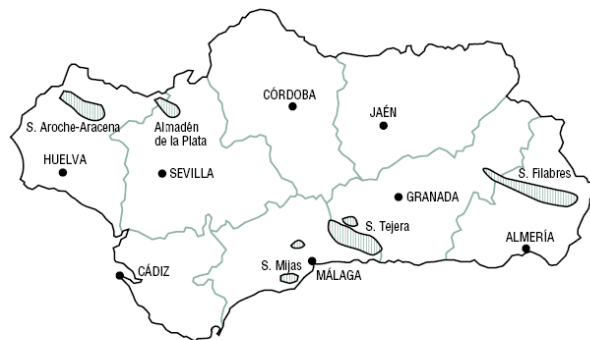 CÓRDOBA
JAÉN
S. Aroche-Aracena
Almadén
de la Plata
HUELVA
SEVILLA
S. Filabres
GRANADA
S. Tejera
ALMERÍA
S. Mijas
MÁLAGA
CÁDIZ